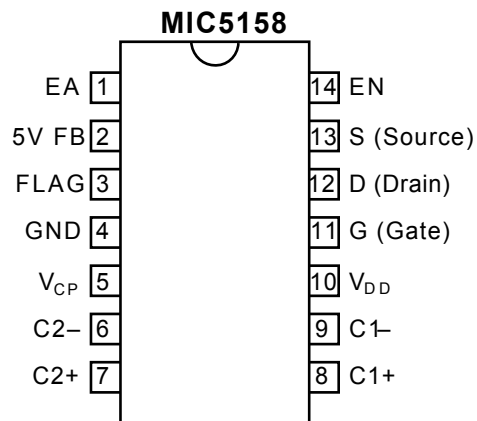 MIC5158
EA 1 14 EN
5V FB 2 13 S (Source)
FLAG 3 12 D (Drain)
GND 4 11 G (Gate)
VCP 5 10 VDD
C2– 6 9 C1–
C2+ 7 8 C1+